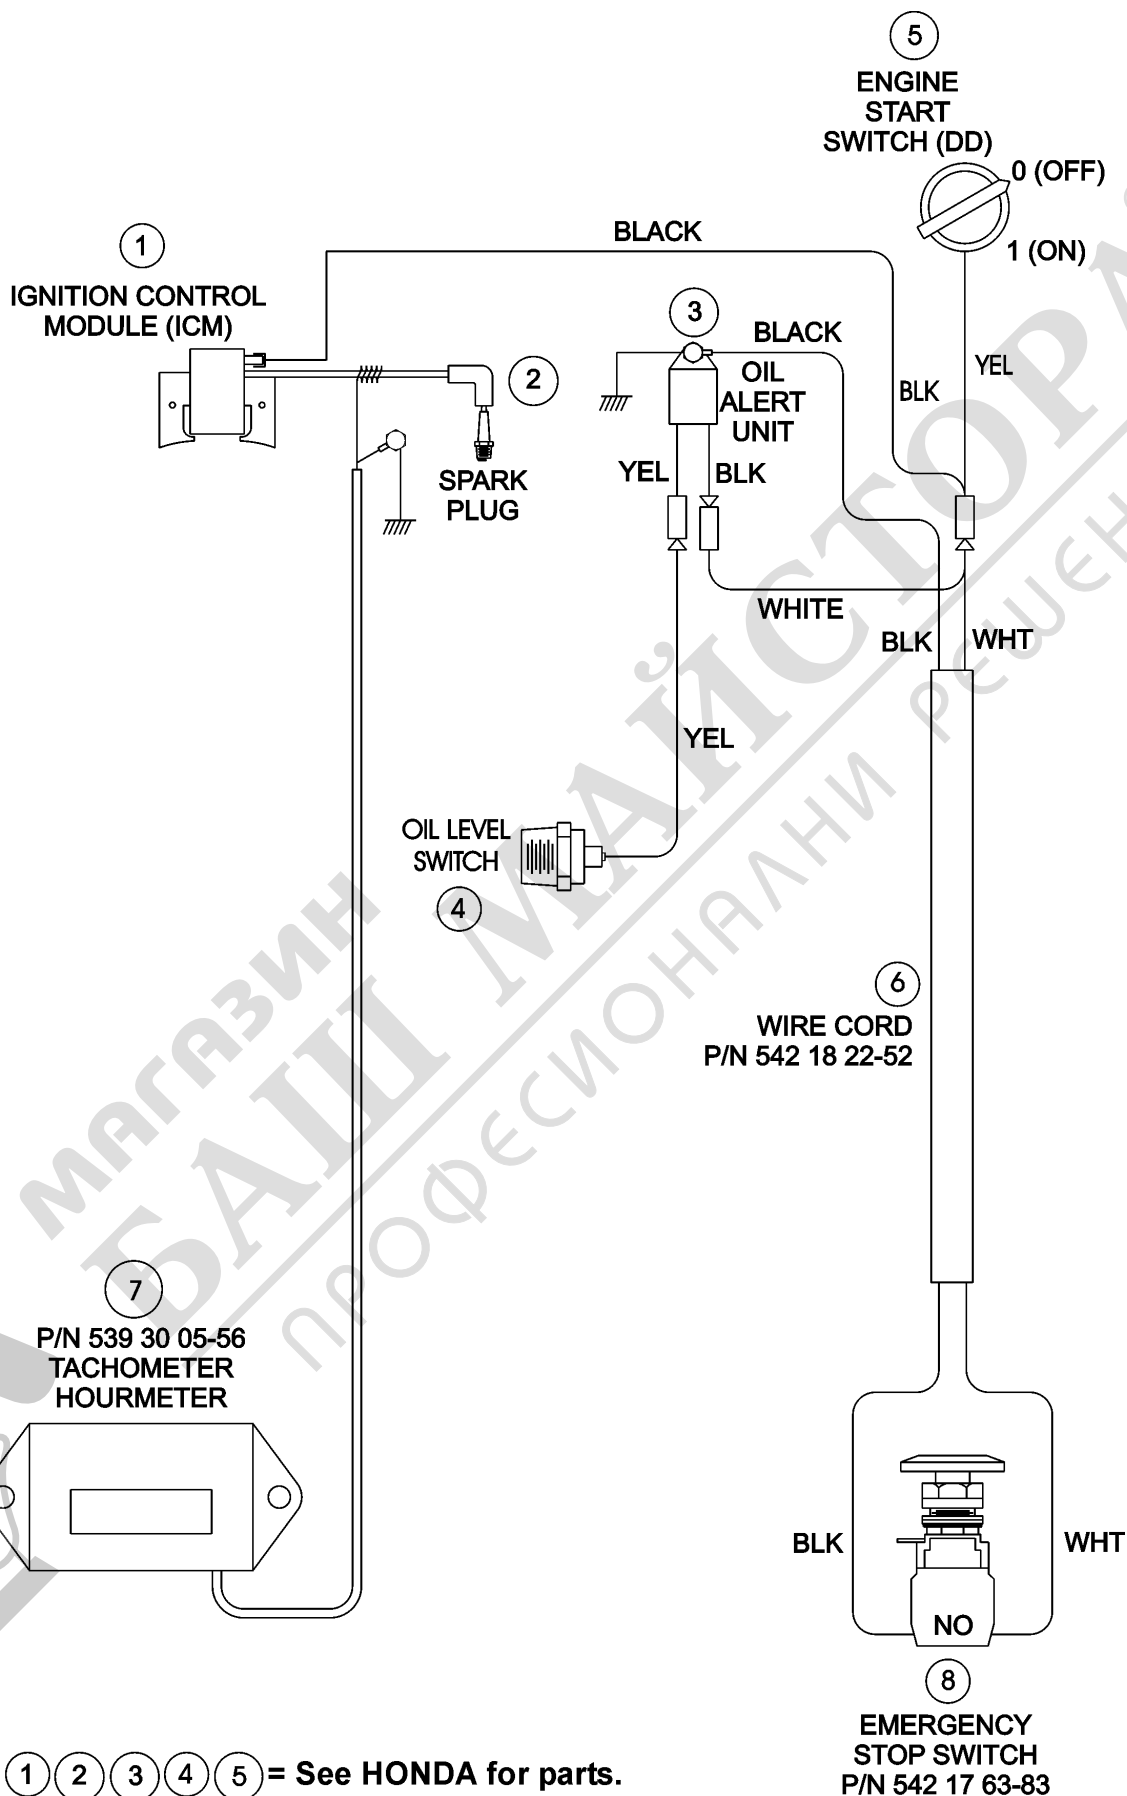 5
ENGINE
START
SWITCH (DD)
0 (OFF)
1 (ON)
BLACK
1
IGNITION CONTROL
MODULE (ICM)
3
BLACK
OIL
ALERT
UNIT
YEL
BLK
2
SPARK
PLUG
YEL
BLK
WHITE
BLK
WHT
YEL
OIL LEVEL
SWITCH
4
6
WIRE CORD
P/N 542 18 22-52
7
P/N 539 30 05-56
TACHOMETER
HOURMETER
BLK
WHT
NO
8
EMERGENCY
STOP SWITCH
P/N 542 17 63-83
1 2 3 4 5 = See HONDA for parts.
магазин
БАШ МАЙСТОРА
ПРОФЕСИОНАЛНИ